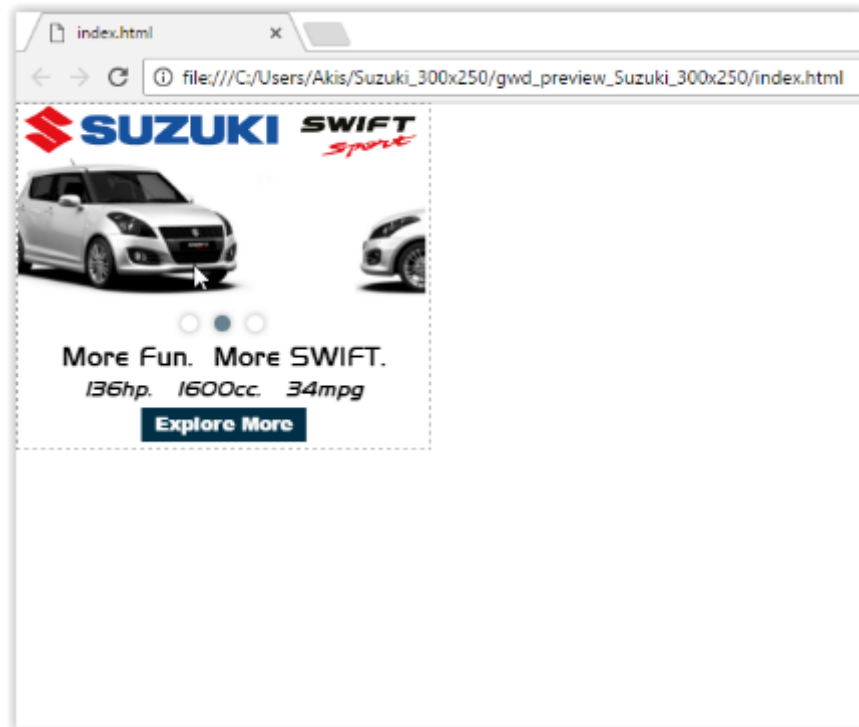 index.html
file:///C:/Users/Akis/Suzuki_300x250/gwd_preview_Suzuki_300x250/index.html
SUZUKI SWIFT
Sport
More Fun. More SWIFT.
136hp. 1600cc. 34mpg
Explore More